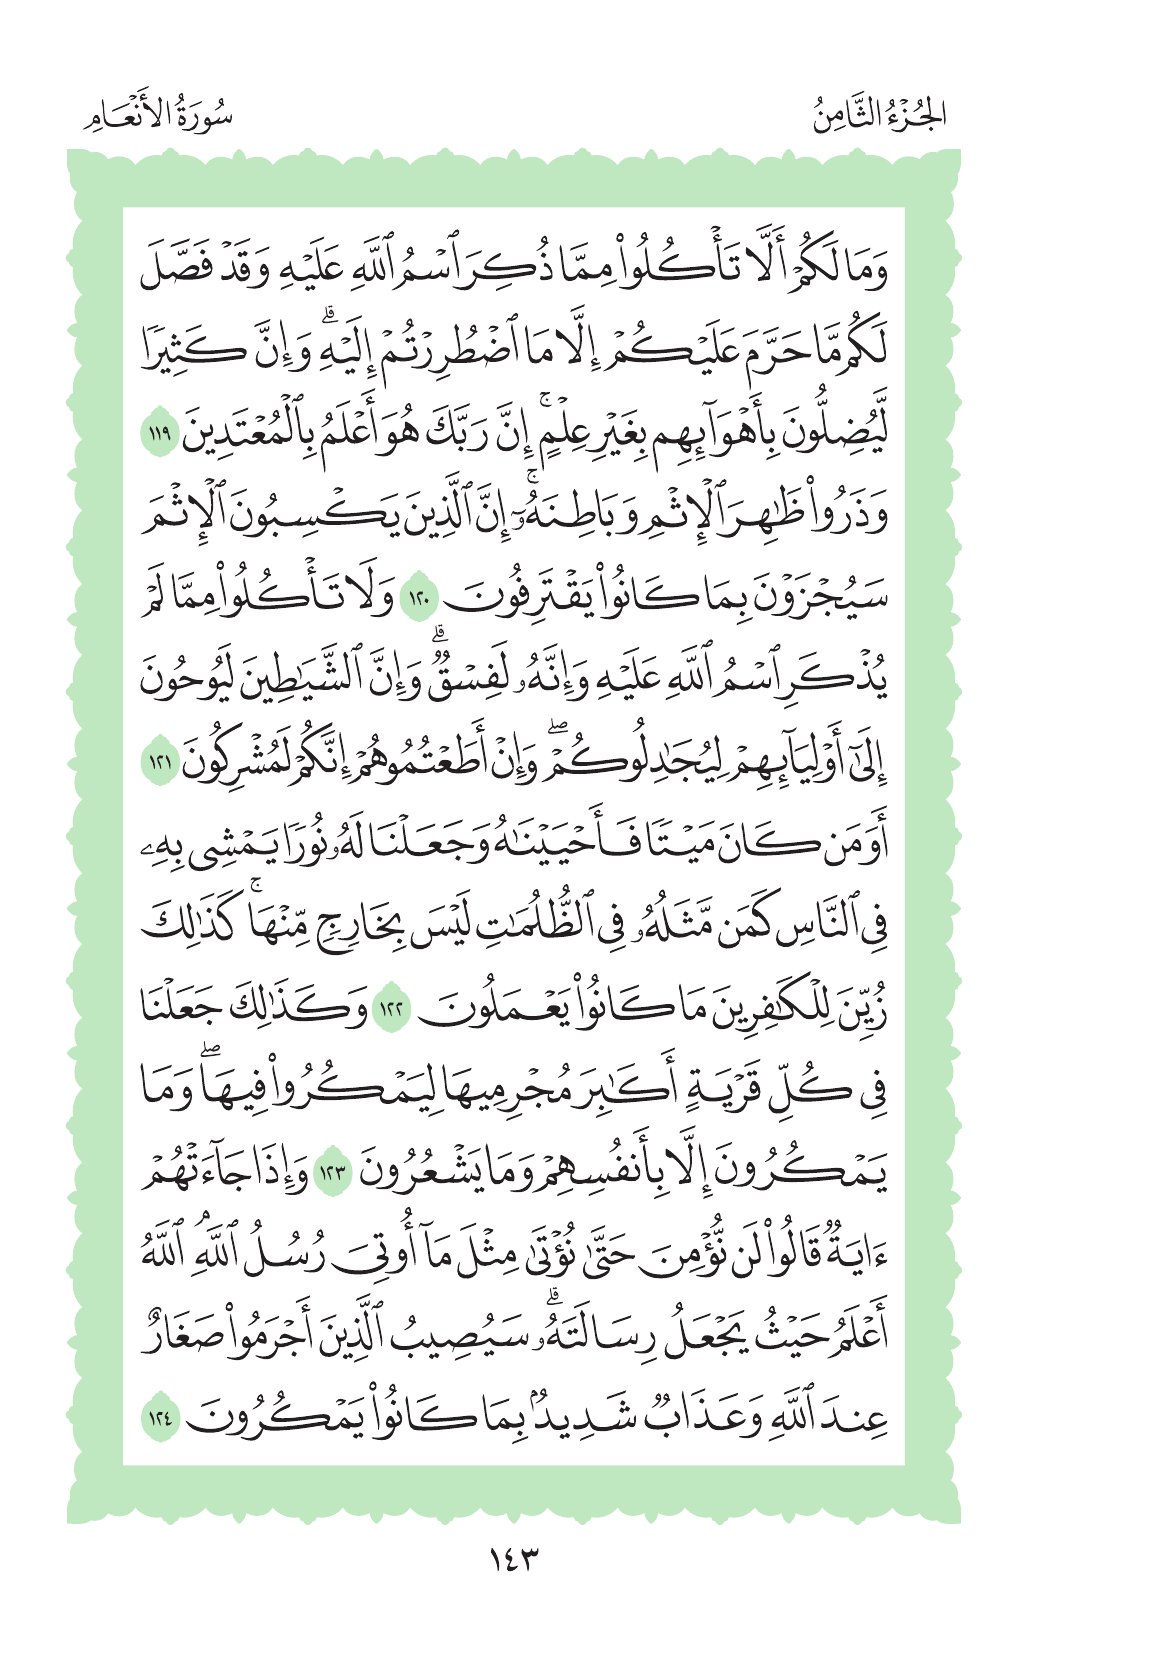 الجُزْءُ الثَّامِنُ
سُورَةُ الأَنْعَامِ
وَمَا لَكُمۡ أَلَّا تَأۡكُلُواْ مِمَّا ذُكِرَ ٱسۡمُ ٱللَّهِ عَلَيۡهِ وَقَدۡ فَصَّلَ
لَكُم مَّا حَرَّمَ عَلَيۡكُمۡ إِلَّا مَا ٱضۡطُرِرۡتُمۡ إِلَيۡهِۗ وَإِنَّ كَثِيرٗا
لَّيُضِلُّونَ بِأَهۡوَآئِهِم بِغَيۡرِ عِلۡمٍۚ إِنَّ رَبَّكَ هُوَ أَعۡلَمُ بِٱلۡمُعۡتَدِينَ ١١٩
وَذَرُواْ ظَٰهِرَ ٱلۡإِثۡمِ وَبَاطِنَهُۥٓۚ إِنَّ ٱلَّذِينَ يَكۡسِبُونَ ٱلۡإِثۡمَ
سَيُجۡزَوۡنَ بِمَا كَانُواْ يَقۡتَرِفُونَ ١٢٠ وَلَا تَأۡكُلُواْ مِمَّا لَمۡ
يُذۡكَرِ ٱسۡمُ ٱللَّهِ عَلَيۡهِ وَإِنَّهُۥ لَفِسۡقٞۗ وَإِنَّ ٱلشَّيَٰطِينَ لَيُوحُونَ
إِلَىٰٓ أَوۡلِيَآئِهِمۡ لِيُجَٰدِلُوكُمۡۖ وَإِنۡ أَطَعۡتُمُوهُمۡ إِنَّكُمۡ لَمُشۡرِكُونَ ١٢١
أَوَمَن كَانَ مَيۡتٗا فَأَحۡيَيۡنَٰهُ وَجَعَلۡنَا لَهُۥ نُورٗا يَمۡشِي بِهِۦ
فِي ٱلنَّاسِ كَمَن مَّثَلُهُۥ فِي ٱلظُّلُمَٰتِ لَيۡسَ بِخَارِجٖ مِّنۡهَاۚ كَذَٰلِكَ
زُيِّنَ لِلۡكَٰفِرِينَ مَا كَانُواْ يَعۡمَلُونَ ١٢٢ وَكَذَٰلِكَ جَعَلۡنَا
فِي كُلِّ قَرۡيَةٍ أَكَٰبِرَ مُجۡرِمِيهَا لِيَمۡكُرُواْ فِيهَاۖ وَمَا
يَمۡكُرُونَ إِلَّا بِأَنفُسِهِمۡ وَمَا يَشۡعُرُونَ ١٢٣ وَإِذَا جَآءَتۡهُمۡ
ءَايَةٞ قَالُواْ لَن نُّؤۡمِنَ حَتَّىٰ نُؤۡتَىٰ مِثۡلَ مَآ أُوتِيَ رُسُلُ ٱللَّهِۘ ٱللَّهُ
أَعۡلَمُ حَيۡثُ يَجۡعَلُ رِسَالَتَهُۥۗ سَيُصِيبُ ٱلَّذِينَ أَجۡرَمُواْ صَغَارٌ
عِندَ ٱللَّهِ وَعَذَابٞ شَدِيدُۢ بِمَا كَانُواْ يَمۡكُرُونَ ١٢٤
١٤٣